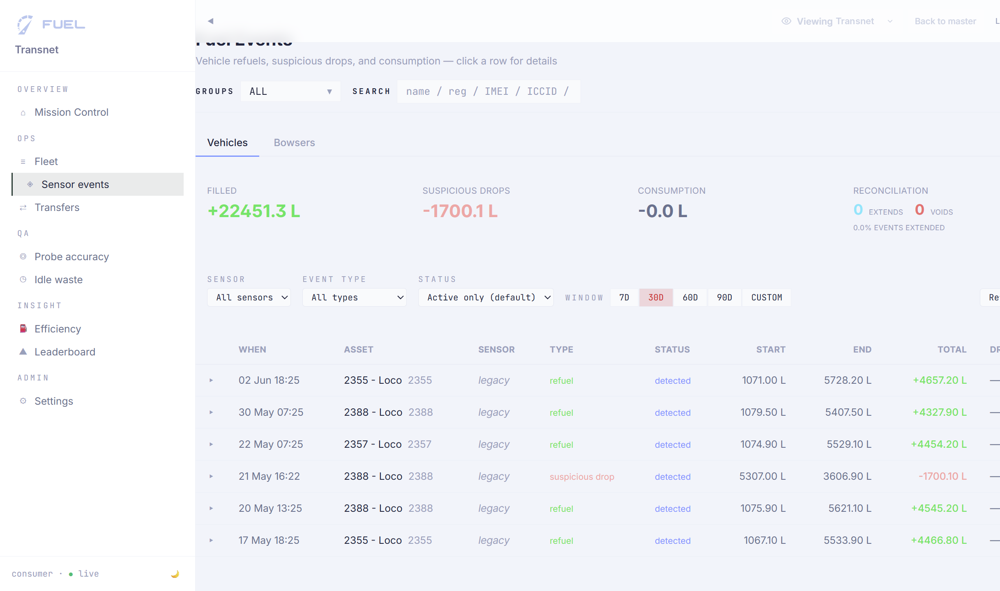 FUEL
Transnet
OVERVIEW
Mission Control
OPS
Fleet
Sensor events
Transfers
QA
Probe accuracy
Idle waste
INSIGHT
Efficiency
Leaderboard
ADMIN
Settings
consumer · live
Viewing Transnet
Back to master
Fuel Events
Vehicle refuels, suspicious drops, and consumption — click a row for details
GROUPS ALL SEARCH name / reg / IMEI / ICCID /
Vehicles Bowsers
FILLED SUSPICIOUS DROPS CONSUMPTION RECONCILIATION
+22451.3 L -1700.1 L -0.0 L 0 EXTENDS 0 VOIDS
0.0% EVENTS EXTENDED
SENSOR EVENT TYPE STATUS
All sensors All types Active only (default) WINDOW 7D 30D 60D 90D CUSTOM
WHEN ASSET SENSOR TYPE STATUS START END TOTAL
02 Jun 18:25 2355 - Loco 2355 legacy refuel detected 1071.00 L 5728.20 L +4657.20 L —
30 May 07:25 2388 - Loco 2388 legacy refuel detected 1079.50 L 5407.50 L +4327.90 L —
22 May 07:25 2357 - Loco 2357 legacy refuel detected 1074.90 L 5529.10 L +4454.20 L —
21 May 16:22 2388 - Loco 2388 legacy suspicious drop detected 5307.00 L 3606.90 L -1700.10 L —
20 May 13:25 2388 - Loco 2388 legacy refuel detected 1075.90 L 5621.10 L +4545.20 L —
17 May 18:25 2355 - Loco 2355 legacy refuel detected 1067.10 L 5533.90 L +4466.80 L —